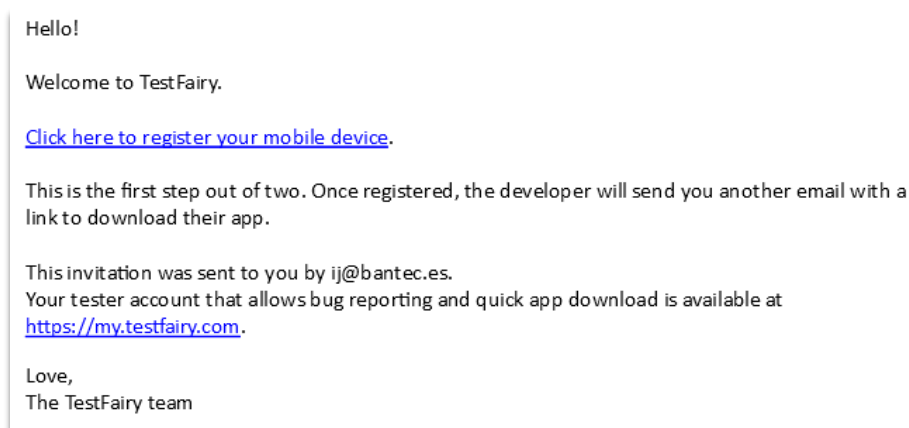 Hello!
Welcome to TestFairy.
Click here to register your mobile device.
This is the first step out of two. Once registered, the developer will send you another email with a
link to download their app.
This invitation was sent to you by ij@bantec.es.
Your tester account that allows bug reporting and quick app download is available at
https://my.testfairy.com.
Love,
The TestFairy team